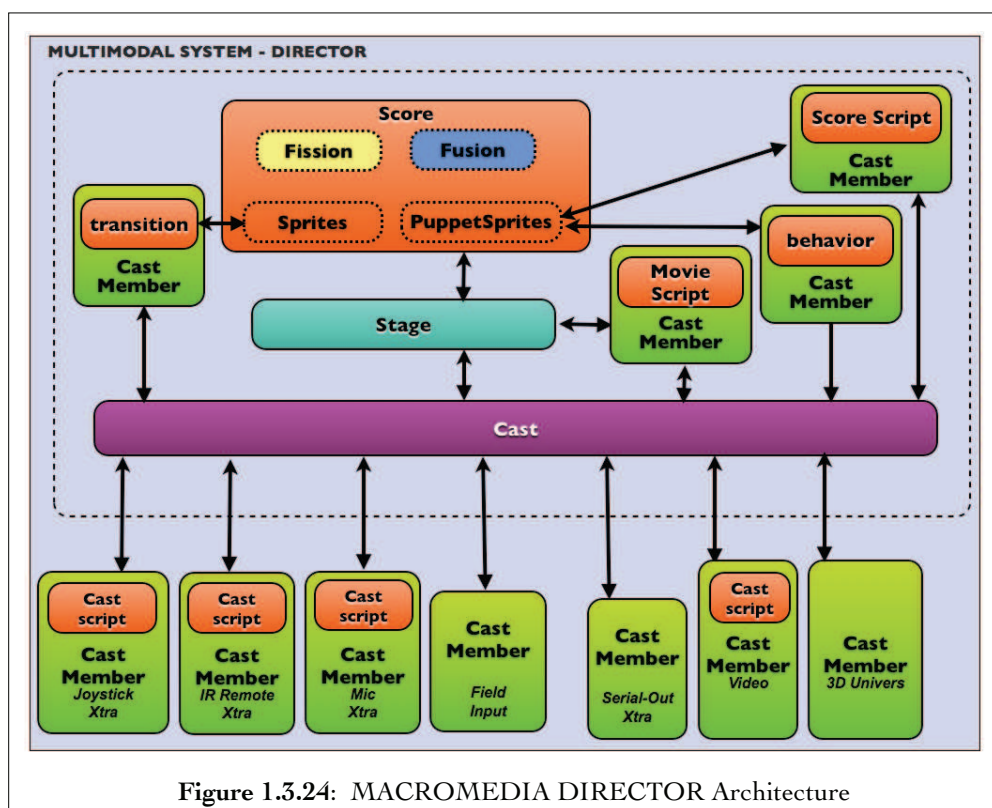 MULTIMODAL SYSTEM - DIRECTOR
Score
Fission
Fusion
Sprites
PuppetSprites
Score Script
Cast
Member
transition
Cast
Member
behavior
Cast
Member
Movie
Script
Cast
Member
Stage
Cast
Cast
script
Cast
Member
Joystick
Xtra
Cast
script
Cast
Member
IR Remote
Xtra
Cast
script
Cast
Member
Mic
Xtra
Cast
Member
Field
Input
Cast
Member
Serial-Out
Xtra
Cast
script
Cast
Member
Video
Cast
Member
3D Univers
Figure 1.3.24: MACROMEDIA DIRECTOR Architecture